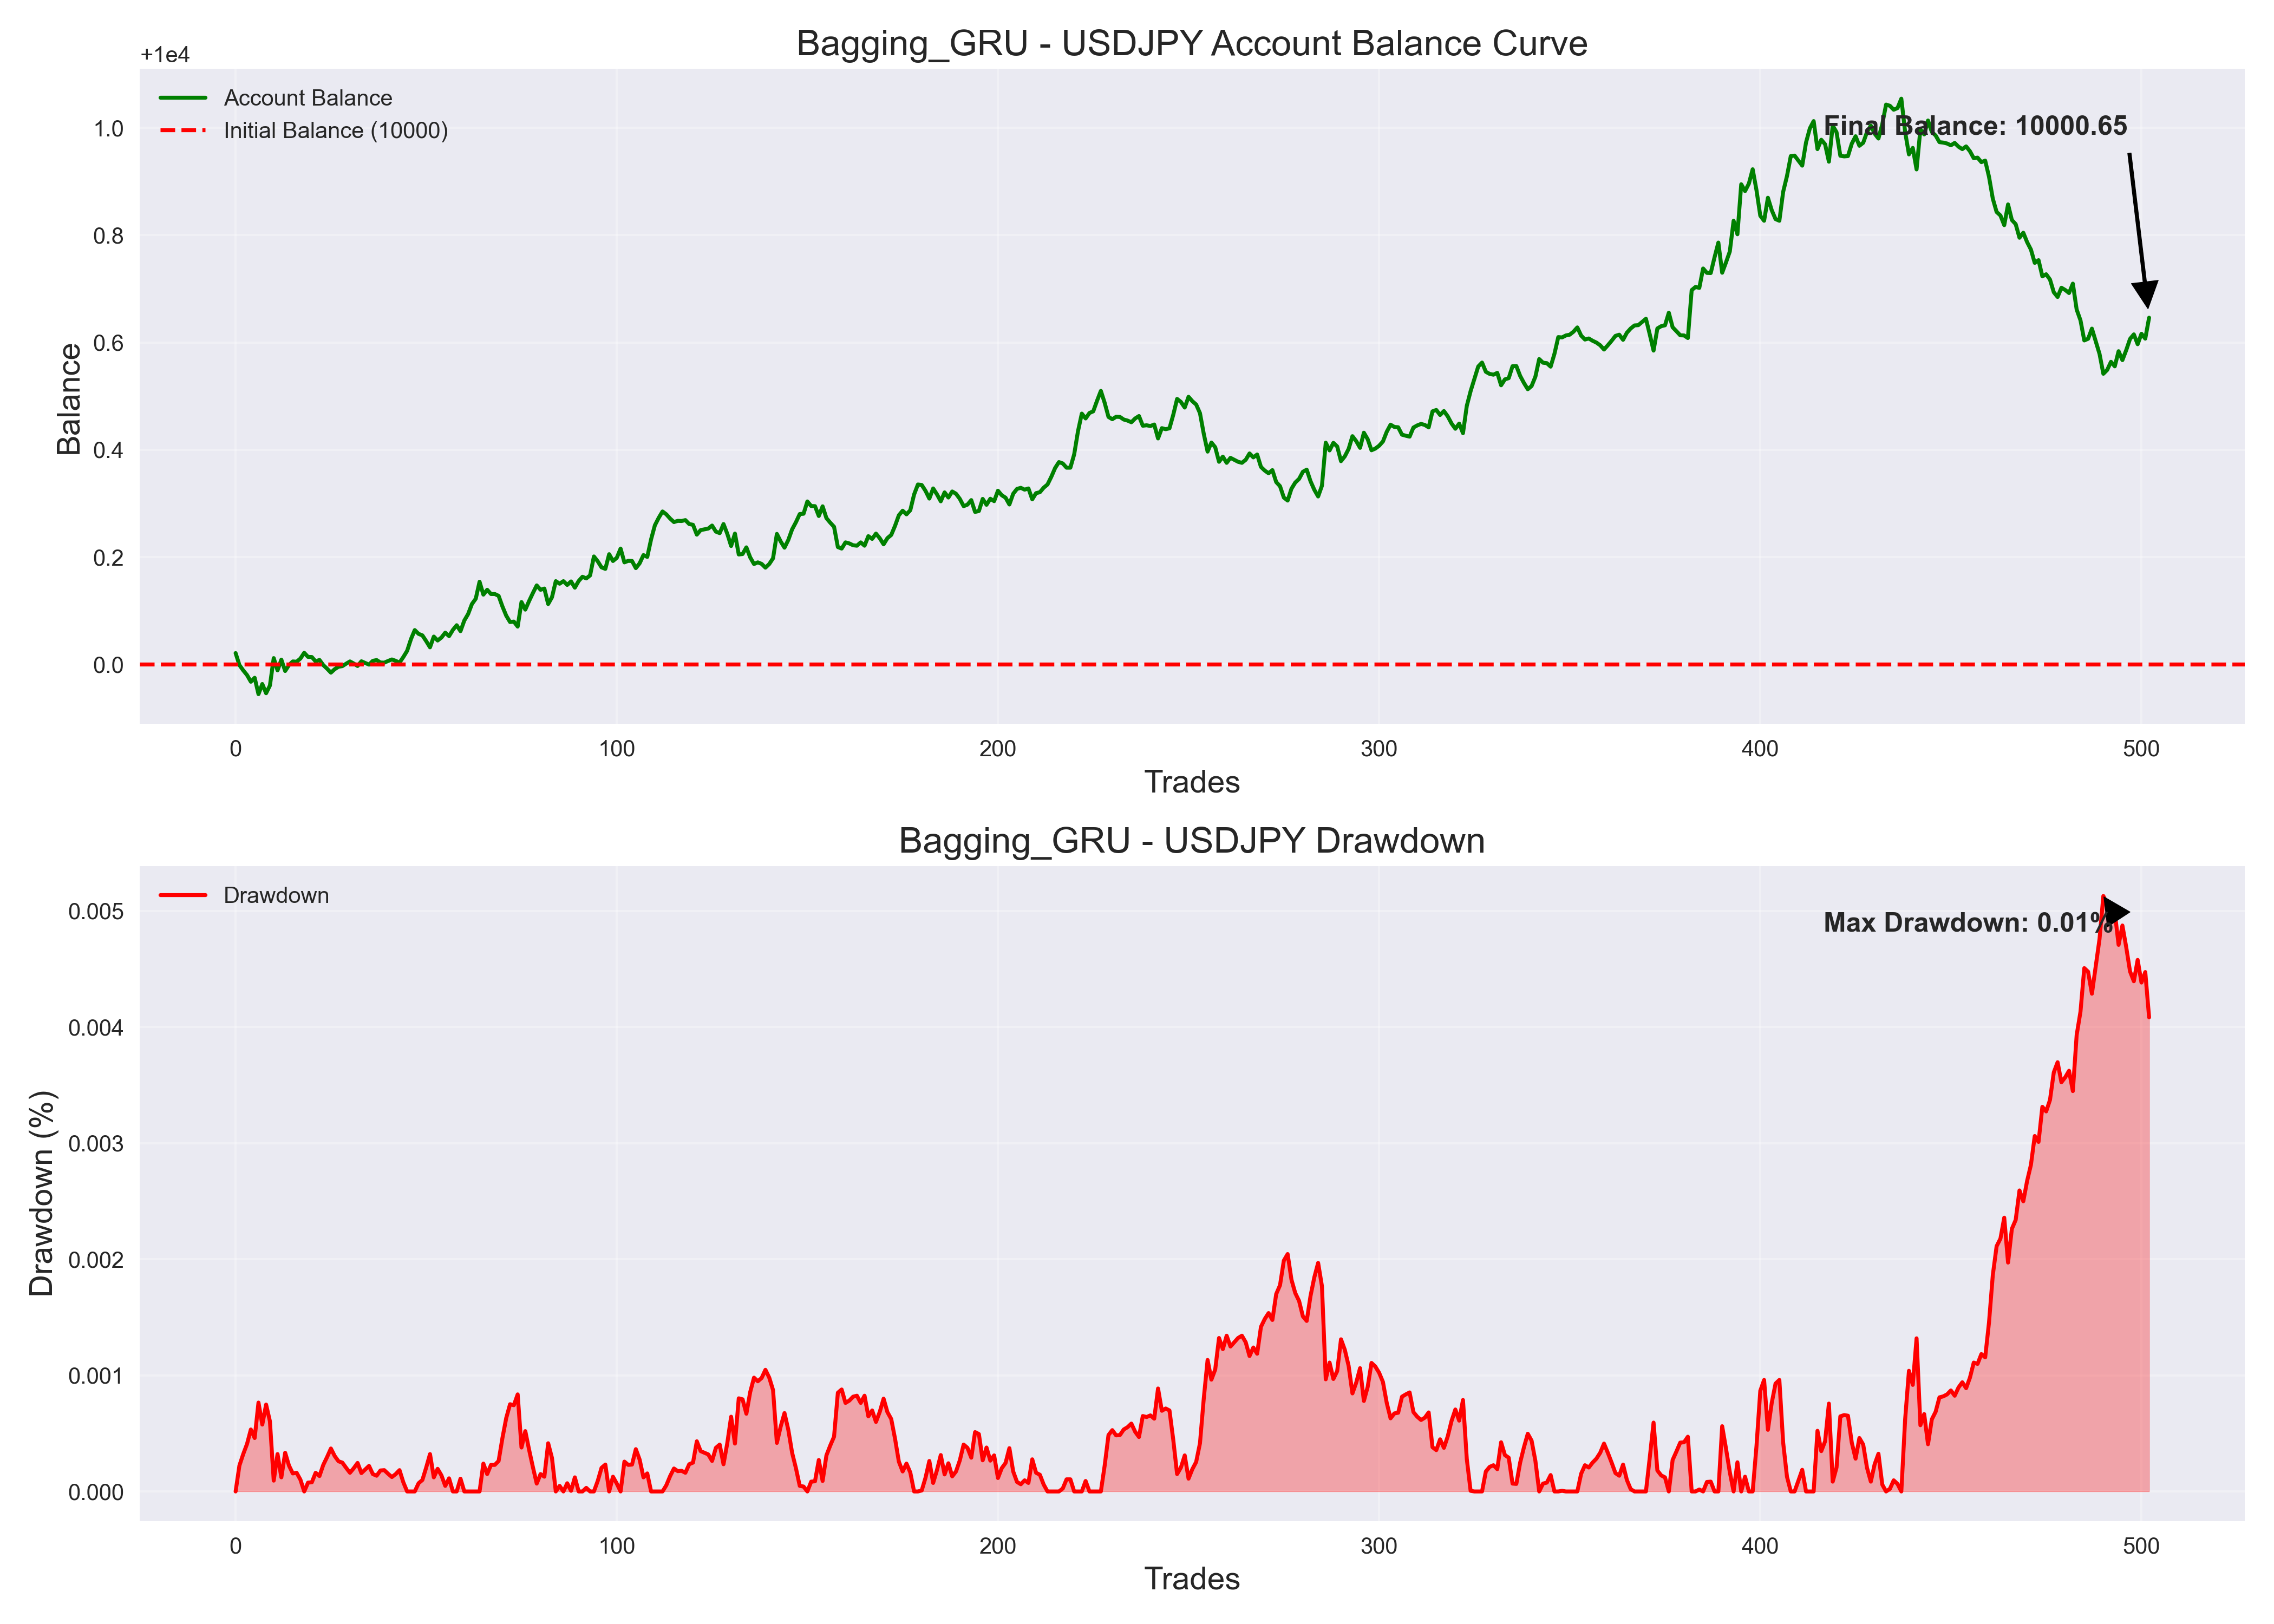 Bagging_GRU - USDJPY Account Balance Curve
+1e4
Account Balance
Initial Balance (10000)
Final Balance: 10000.65
1.0
0.8
0.6
0.4
0.2
0.0
Balance
0 100 200 300 400 500
Trades
Bagging_GRU - USDJPY Drawdown
Drawdown
Max Drawdown: 0.01%
0.005
0.004
0.003
0.002
0.001
0.000
Drawdown (%)
0 100 200 300 400 500
Trades